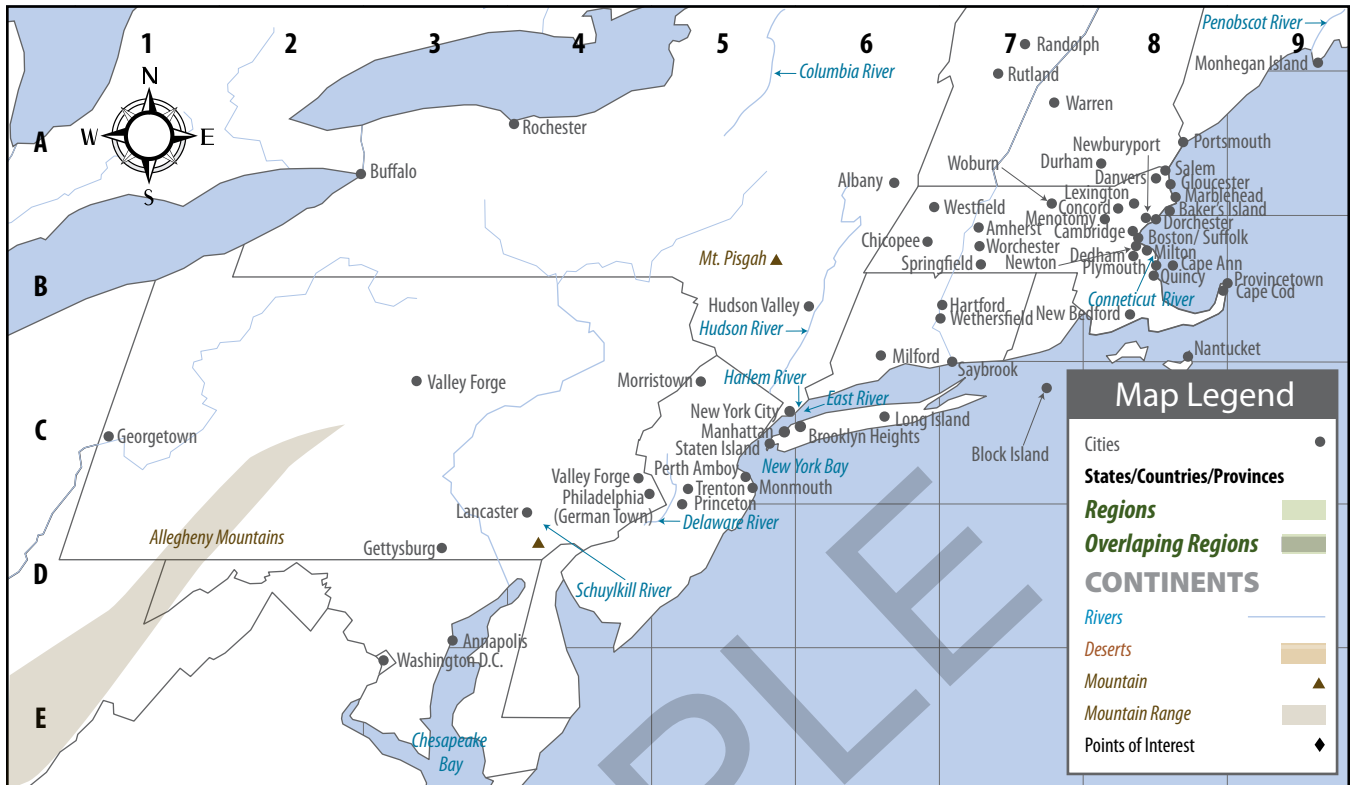 1
2
3
4
5
6
7
8
9
A
B
C
D
E
N
W
E
S
Penobscot River
Randolph
Monhegan Island
Columbia River
Rutland
Warren
Rochester
Newburyport
Portsmouth
Woburn
Durham
Salem
Buffalo
Danvers
Gloucester
Albany
Lexington
Marblehead
Westfield
Concord
Baker's Island
Menotomy
Dorchester
Amherst
Cambridge
Boston/ Suffolk
Chicopee
Worchester
Dedham
Milton
Mt. Pisgah
Springfield
Newton
Plymouth
Cape Ann
Quincy
Provincetown
Cape Cod
Conneticut River
Hudson Valley
Hartford
Wethersfield
New Bedford
Hudson River
Milford
Saybrook
Nantucket
Valley Forge
Morristown
Harlem River
East River
New York City
Long Island
Georgetown
Manhattan
Brooklyn Heights
Staten Island
Block Island
New York Bay
Perth Amboy
Valley Forge
Trenton
Monmouth
Philadelphia
(German Town)
Princeton
Lancaster
Delaware River
Allegheny Mountains
Gettysburg
Schuylkill River
Annapolis
Washington D.C.
Chesapeake
Bay
Map Legend
Cities
States/Countries/Provinces
Regions
Overlaping Regions
CONTINENTS
Rivers
Deserts
Mountain
Mountain Range
Points of Interest
PLE